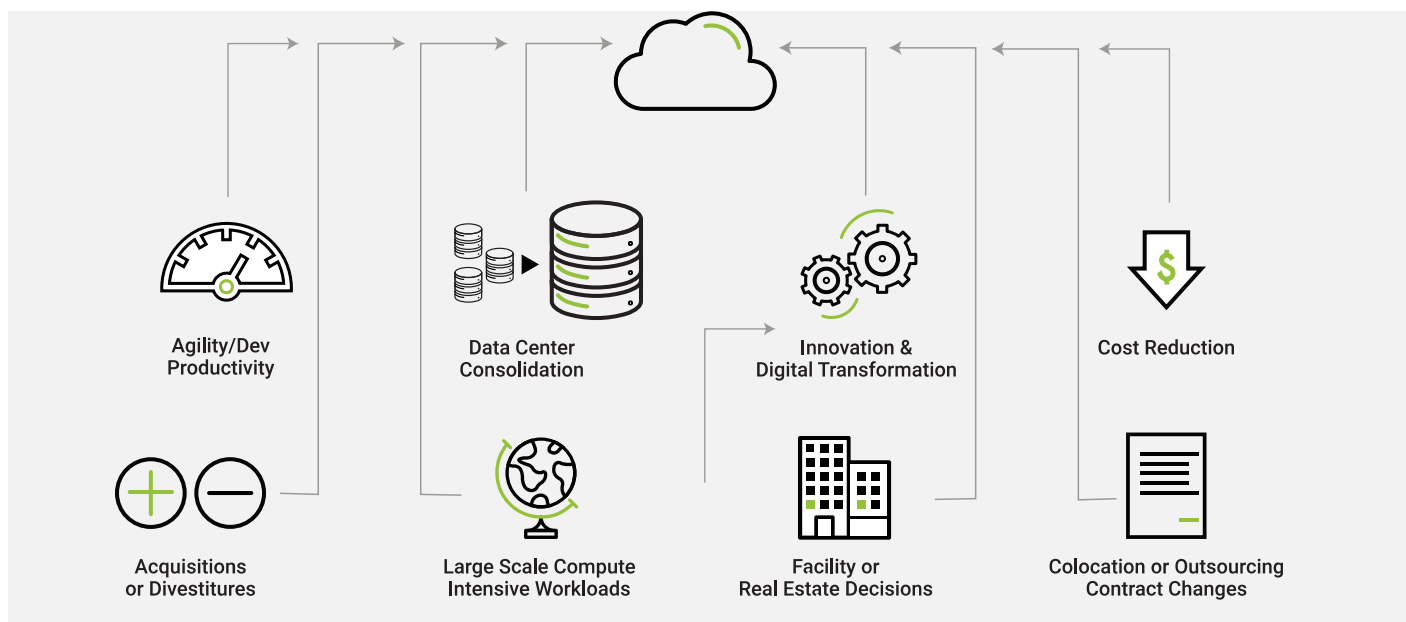 $
Agility/Dev
Productivity
Data Center
Consolidation
Innovation &
Digital Transformation
Cost Reduction
Acquisitions
or Divestitures
Large Scale Compute
Intensive Workloads
Facility or
Real Estate Decisions
Colocation or Outsourcing
Contract Changes